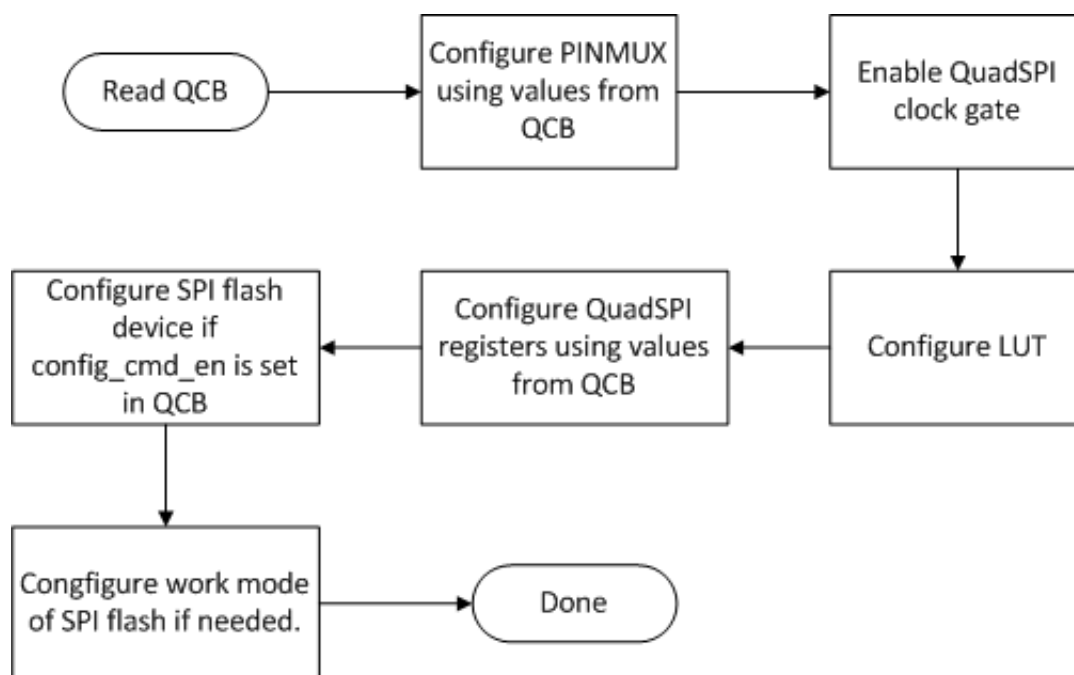 Read QCB
Configure PINMUX
using values from
QCB
Enable QuadSPI
clock gate
Configure LUT
Configure QuadSPI
registers using values
from QCB
Configure SPI flash
device if
config_cmd_en is set
in QCB
Congfigure work mode
of SPI flash if needed.
Done